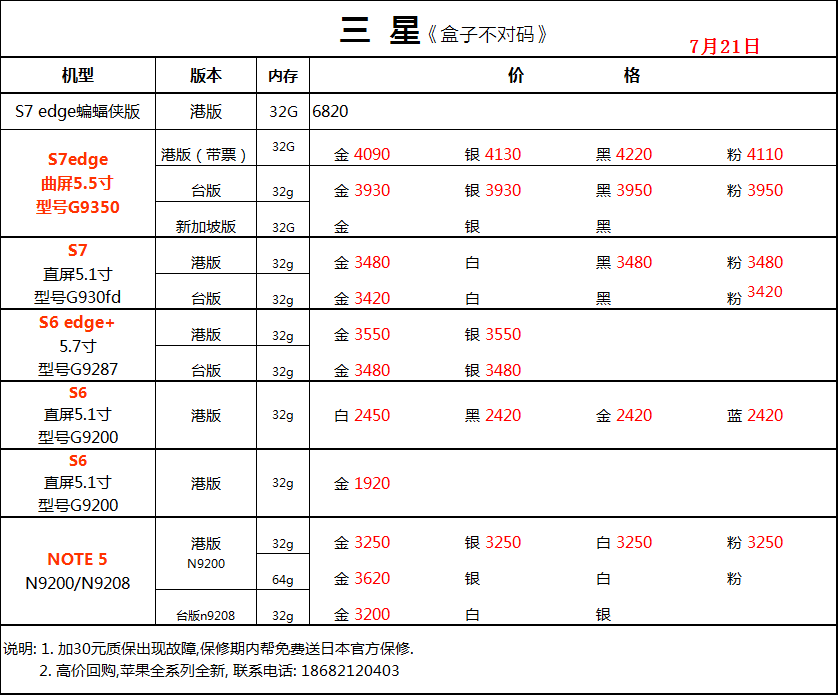 三 星《盒子不对码》
7月21日
机型 版本 内存 价 格
S7 edge蝙蝠侠版 港版 32G 6820
S7edge
曲屏5.5寸
型号G9350
港版（带票） 32G 金 4090 银 4130 黑 4220 粉 4110
台版 32g 金 3930 银 3930 黑 3950 粉 3950
新加坡版 32G 金 银 黑
S7
直屏5.1寸
型号G930fd
港版 32g 金 3480 白 黑 3480 粉 3480
台版 32g 金 3420 白 黑 粉 3420
S6 edge+
5.7寸
型号G9287
港版 32g 金 3550 银 3550
台版 32g 金 3480 银 3480
S6
直屏5.1寸
型号G9200
港版 32g 白 2450 黑 2420 金 2420 蓝 2420
S6
直屏5.1寸
型号G9200
港版 32g 金 1920
NOTE 5
N9200/N9208
港版
N9200
32g 金 3250 银 3250 白 3250 粉 3250
64g 金 3620 银 白 粉
台版n9208 32g 金 3200 白 银
说明: 1. 加30元质保出现故障,保修期内帮免费送日本官方保修.
2. 高价回购,苹果全系列全新, 联系电话: 18682120403